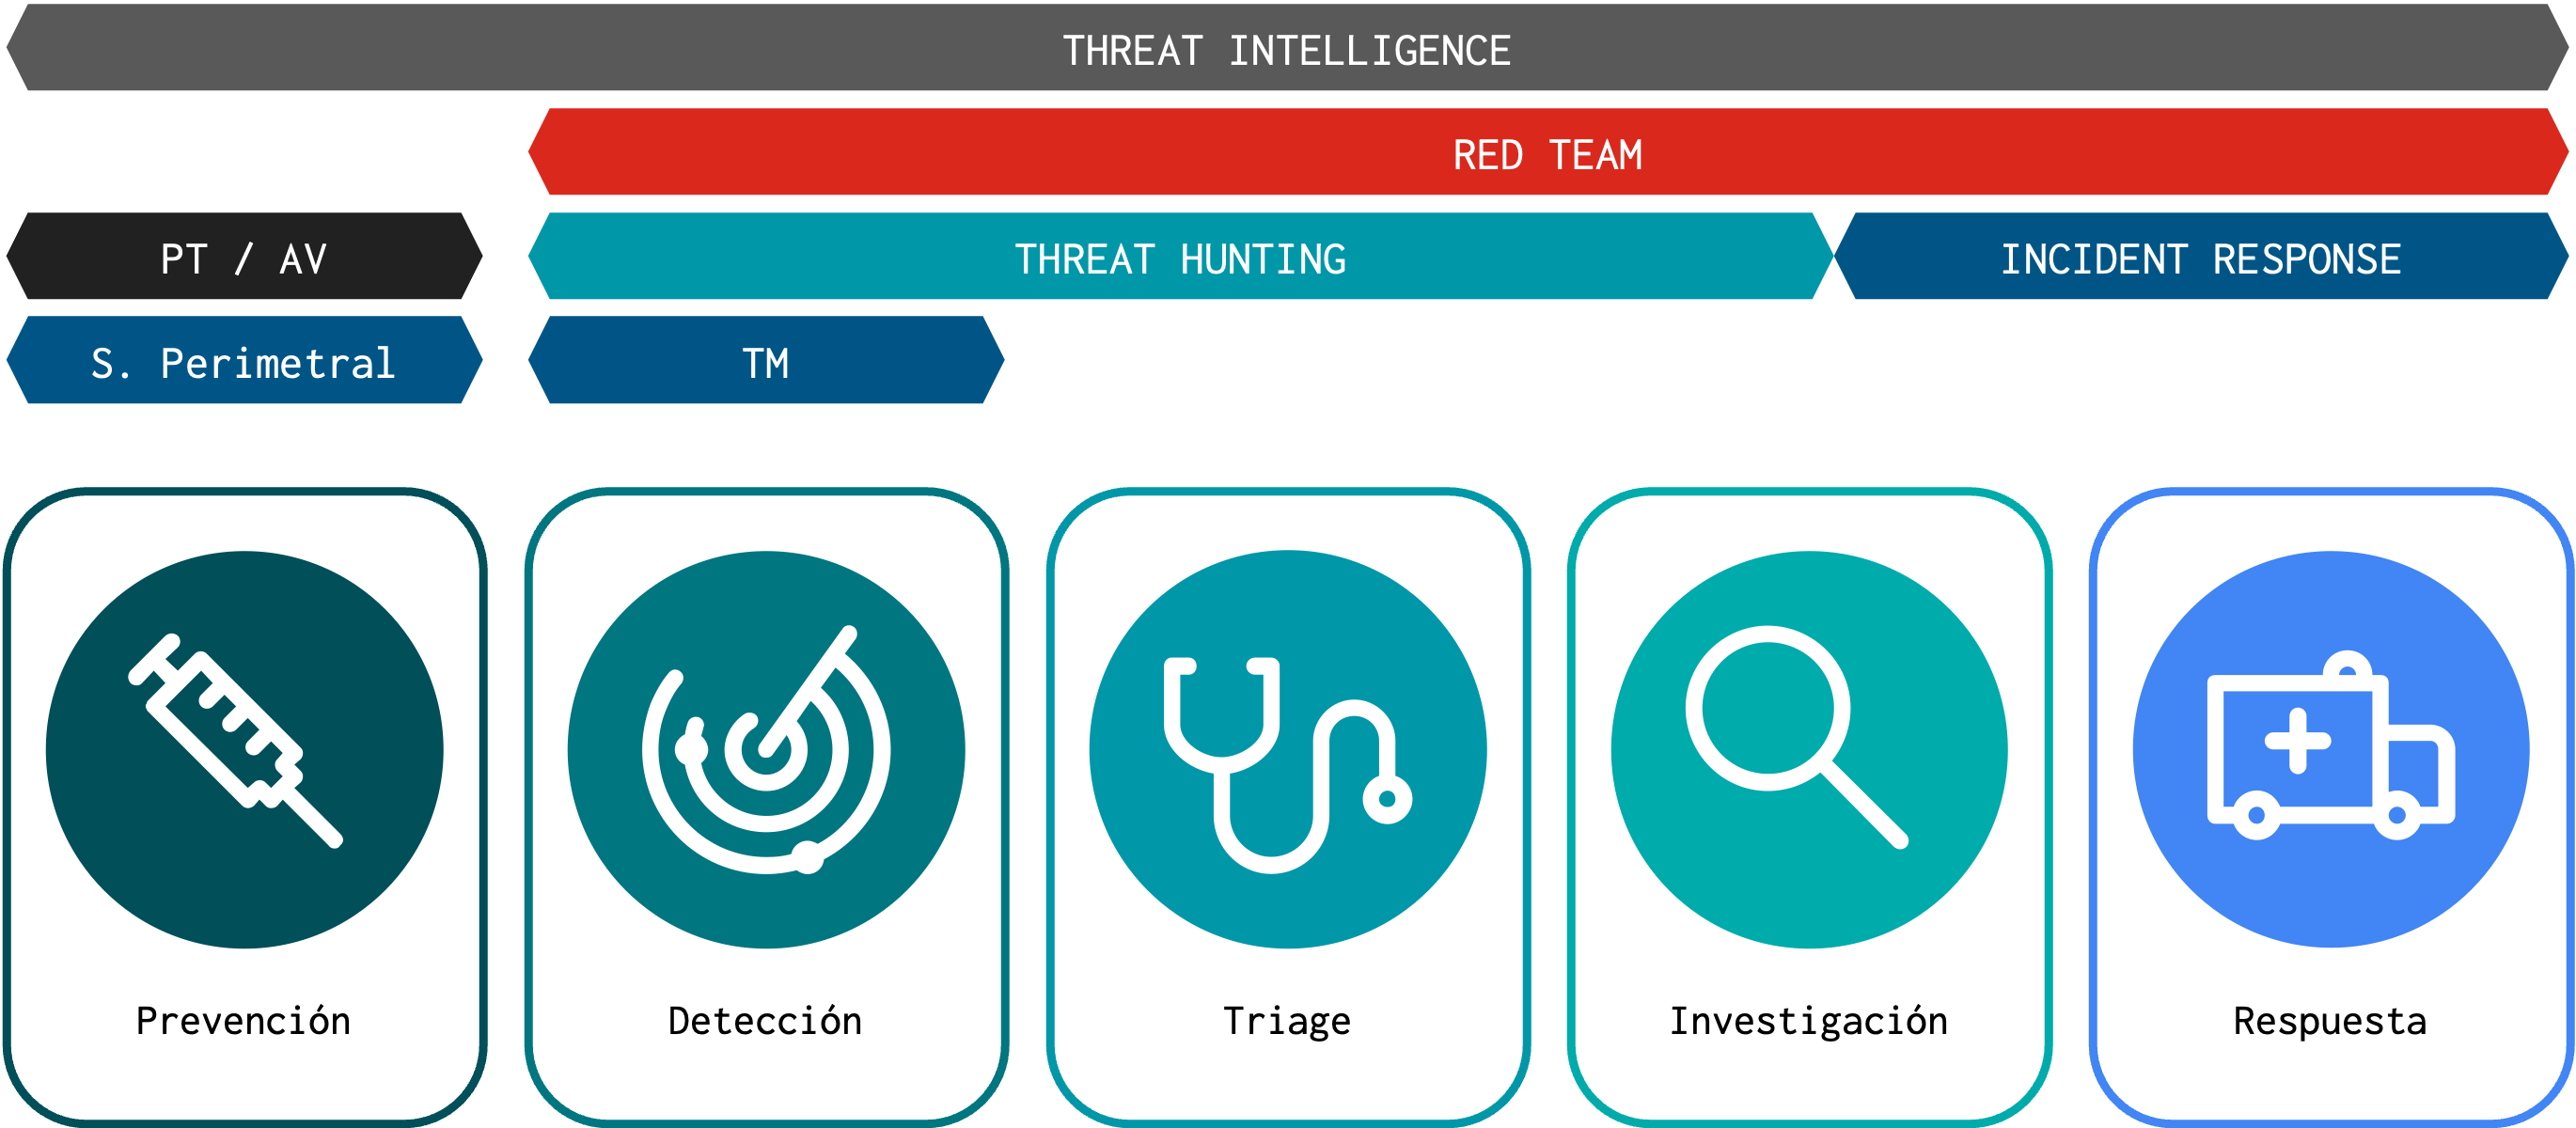 THREAT INTELLIGENCE
RED TEAM
PT / AV
THREAT HUNTING
INCIDENT RESPONSE
S. Perimetral
TM
Prevención
Detección
Triage
Investigación
Respuesta